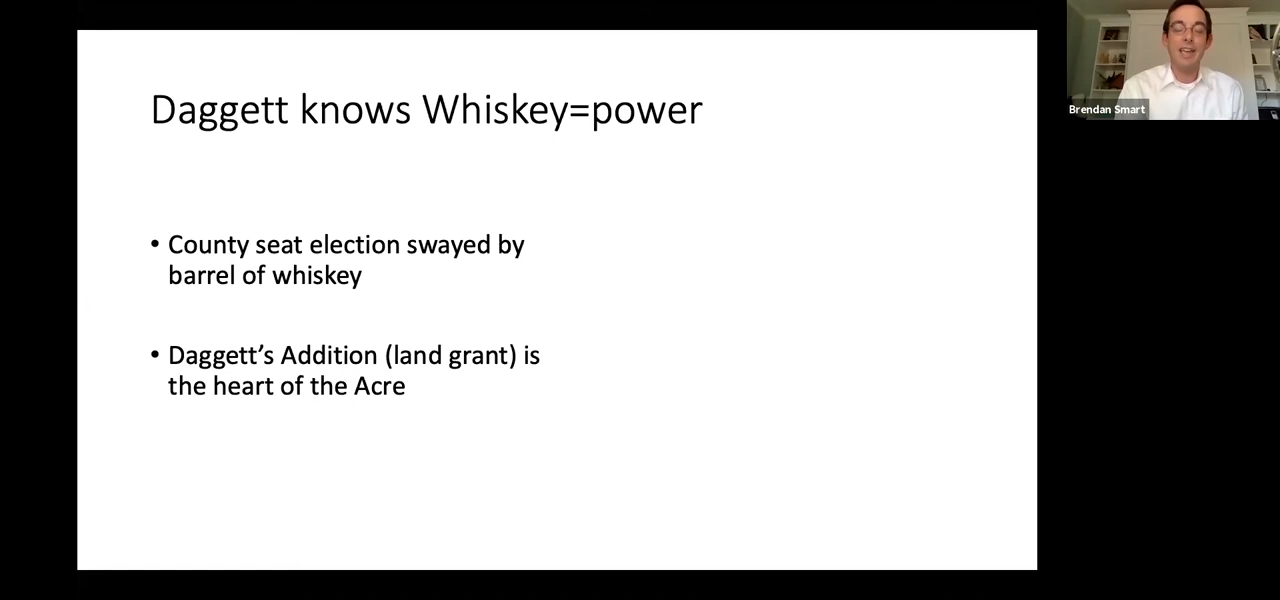 Daggett knows Whiskey=power
• County seat election swayed by
barrel of whiskey
• Daggett’s Addition (land grant) is
the heart of the Acre
Brendan Smart